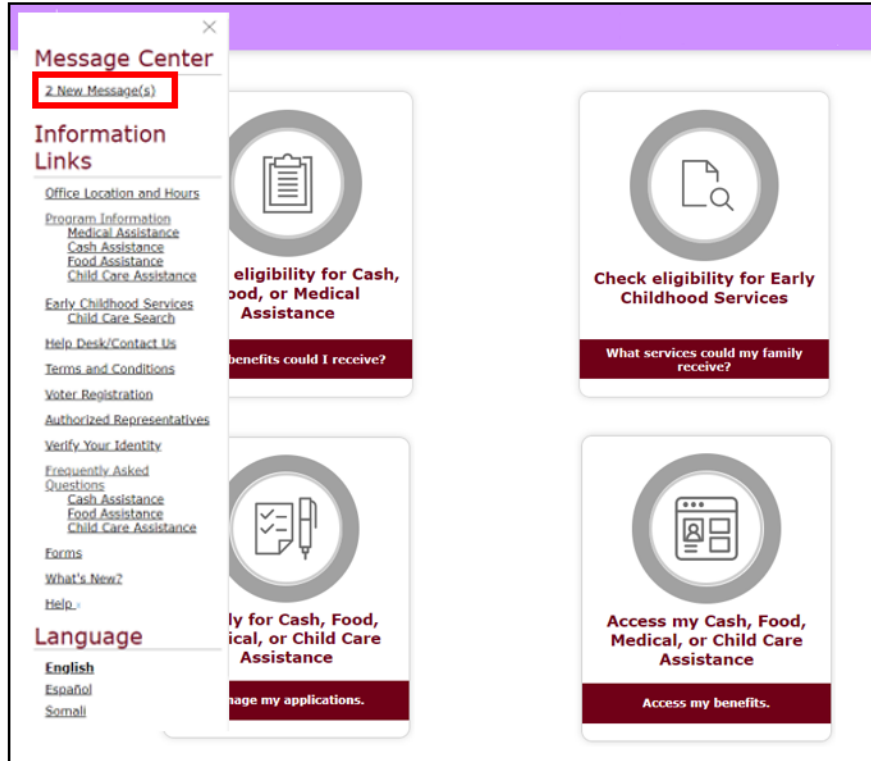 Message Center
2 New Message(s)
Information
Links
Office Location and Hours
Program Information
Medical Assistance
Cash Assistance
Food Assistance
Child Care Assistance
Early Childhood Services
Child Care Search
Help Desk/Contact Us
Terms and Conditions
Voter Registration
Authorized Representatives
Verify Your Identity
Frequently Asked
Questions
Cash Assistance
Food Assistance
Child Care Assistance
Forms
What's New?
Help
Language
English
Español
Somali
eligibility for Cash,
ood, or Medical
Assistance
benefits could I receive?
Check eligibility for Early
Childhood Services
What services could my family
receive?
ly for Cash, Food,
ical, or Child Care
Assistance
nage my applications.
Access my Cash, Food,
Medical, or Child Care
Assistance
Access my benefits.